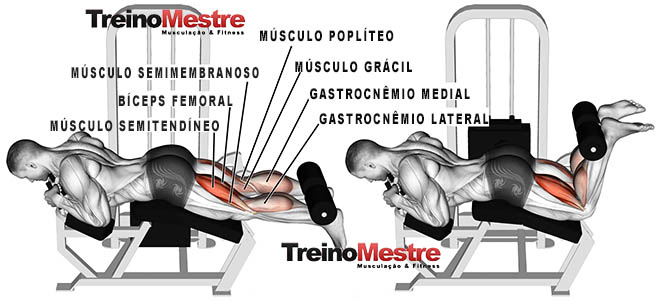 TreinoMestre
Musculação & Fitness
MÚSCULO POPLÍTEO
MÚSCULO SEMIMEMBRANOSO
MÚSCULO GRÁCIL
BÍCEPS FEMORAL
GASTROCNÊMIO MEDIAL
MÚSCULO SEMITENDÍNEO
GASTROCNÊMIO LATERAL
TreinoMestre
Musculação & Fitness